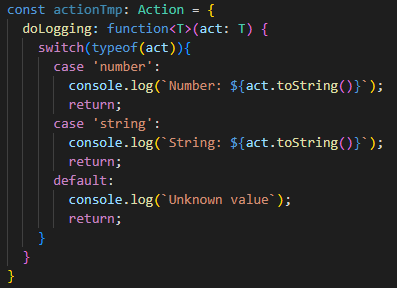 const actionTmp: Action = {
  doLogging: function<T>(act: T) {
    switch(typeof(act)){
      case 'number':
        console.log(`Number: ${act.toString()}`);
        return;
      case 'string':
        console.log(`String: ${act.toString()}`);
        return;
      default:
        console.log(`Unknown value`);
        return;
    }
  }
}